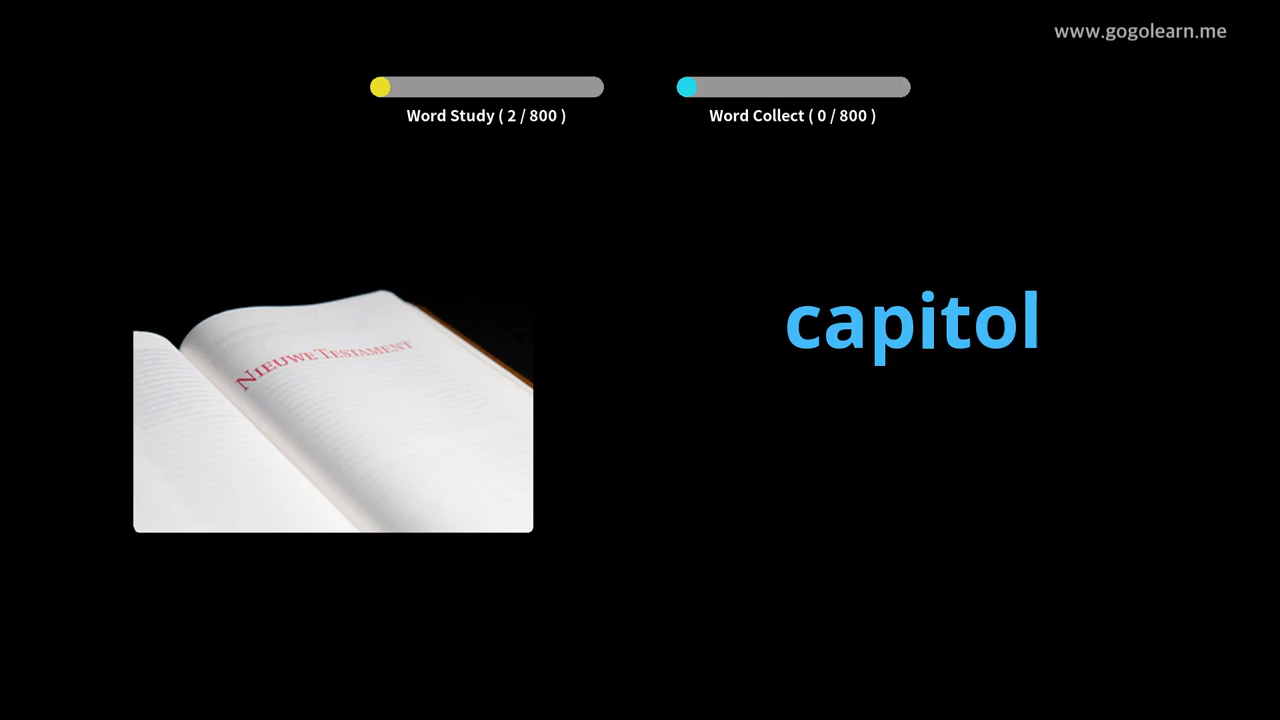 www.gogolearn.me
Word Study ( 2 / 800 )
Word Collect ( 0 / 800 )
NIEUWE TESTAMENT
capitol